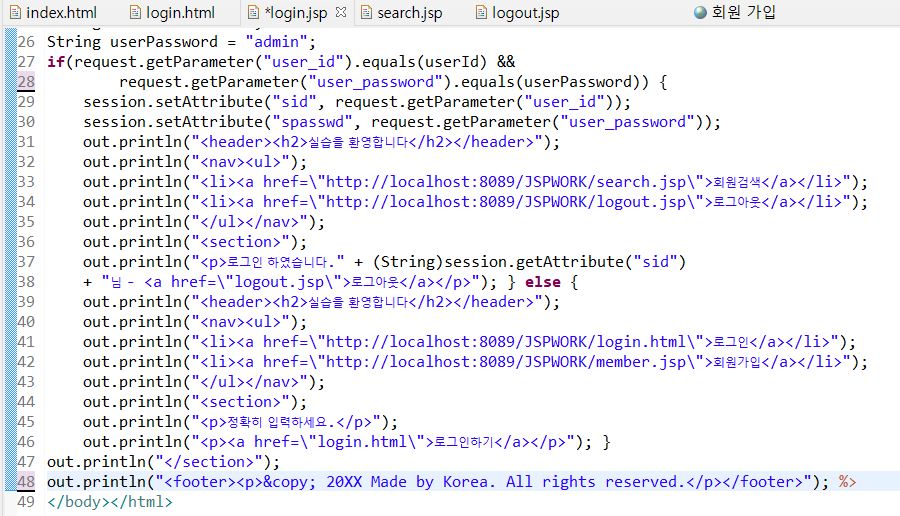 index.html login.html *login.jsp search.jsp logout.jsp 회원 가입
26 String userPassword = "admin";
27 if(request.getParameter("user_id").equals(userId) &&
28 request.getParameter("user_password").equals(userPassword)) {
29 session.setAttribute("sid", request.getParameter("user_id"));
30 session.setAttribute("spasswd", request.getParameter("user_password"));
31 out.println("<header><h2>실습을 환영합니다</h2></header>");
32 out.println("<nav><ul>");
33 out.println("<li><a href=\"http://localhost:8089/JSPWORK/search.jsp\">회원검색</a></li>");
34 out.println("<li><a href=\"http://localhost:8089/JSPWORK/logout.jsp\">로그아웃</a></li>");
35 out.println("</ul></nav>");
36 out.println("<section>");
37 out.println("<p>로그인 하였습니다." + (String)session.getAttribute("sid")
38 + "님 - <a href=\"logout.jsp\">로그아웃</a></p>"); } else {
39 out.println("<header><h2>실습을 환영합니다</h2></header>");
40 out.println("<nav><ul>");
41 out.println("<li><a href=\"http://localhost:8089/JSPWORK/login.html\">로그인</a></li>");
42 out.println("<li><a href=\"http://localhost:8089/JSPWORK/member.jsp\">회원가입</a></li>");
43 out.println("</ul></nav>");
44 out.println("<section>");
45 out.println("<p>정확히 입력하세요.</p>");
46 out.println("<p><a href=\"login.html\">로그인하기</a></p>"); }
47 out.println("</section>");
48 out.println("<footer><p>&copy; 20XX Made by Korea. All rights reserved.</p></footer>"); %>
49 </body></html>